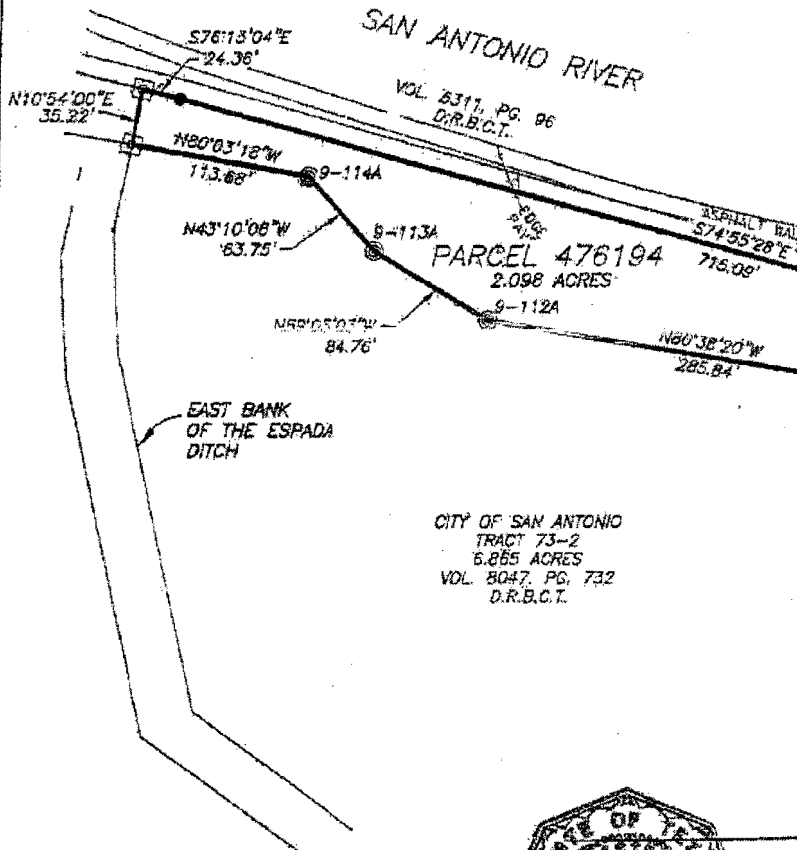 SAN ANTONIO RIVER
S76°13'04"E
24.36'
N10°54'00"E
35.22'
VOL. 6311, PG. 96
D.R.B.C.T.
N80°03'18"W
113.68'
9-114A
N43°10'08"W
63.75'
9-113A
EDGE
PARCEL 476194
2.098 ACRES
ASPHALT
S74°55'28"E
715.09'
84.76'
9-112A
N80°38'20"W
285.84'
EAST BANK
OF THE ESPADA
DITCH
CITY OF SAN ANTONIO
TRACT 73-2
6.865 ACRES
VOL. 8047, PG. 732
D.R.B.C.T.
OF